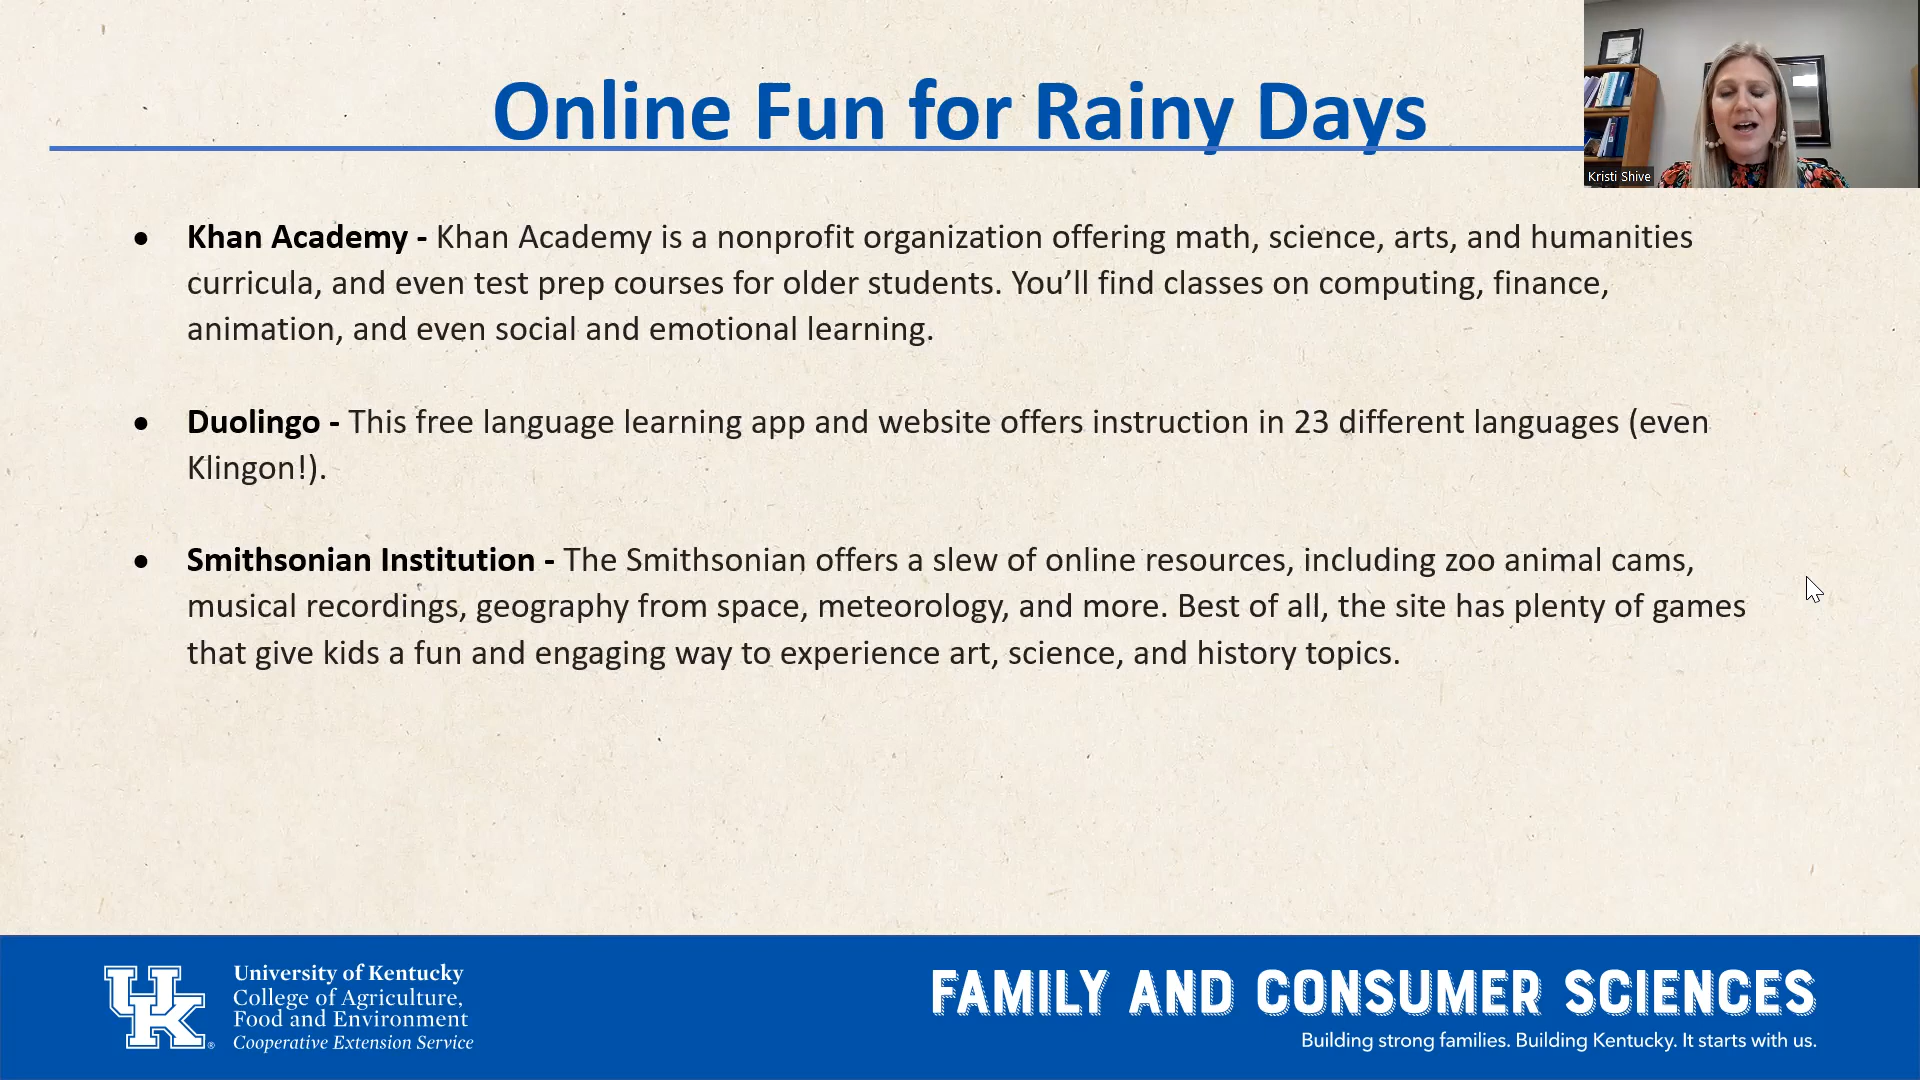 Online Fun for Rainy Days
Kristi Shive
• Khan Academy - Khan Academy is a nonprofit organization offering math, science, arts, and humanities
curricula, and even test prep courses for older students. You’ll find classes on computing, finance,
animation, and even social and emotional learning.
• Duolingo - This free language learning app and website offers instruction in 23 different languages (even
Klingon!).
• Smithsonian Institution - The Smithsonian offers a slew of online resources, including zoo animal cams,
musical recordings, geography from space, meteorology, and more. Best of all, the site has plenty of games
that give kids a fun and engaging way to experience art, science, and history topics.
UK®
University of Kentucky
College of Agriculture,
Food and Environment
Cooperative Extension Service
FAMILY AND CONSUMER SCIENCES
Building strong families. Building Kentucky. It starts with us.